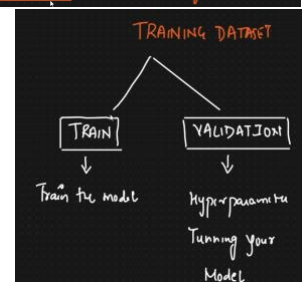 TRAINING DATASET
TRAIN
VALIDATION
Train the model
Hyperparameter
Tunning your
Model